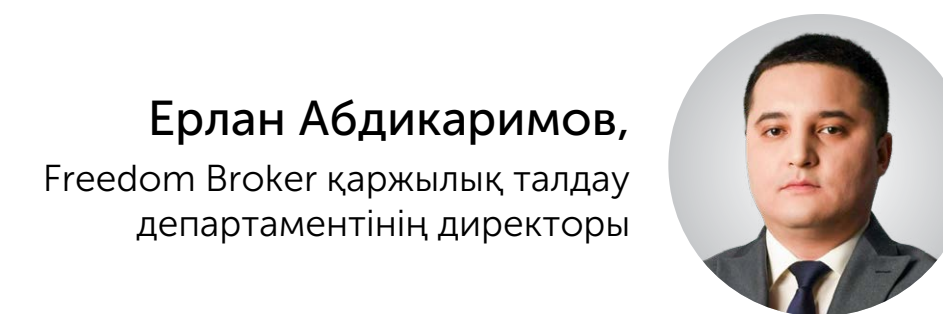 Ерлан Абдикаримов,
Freedom Broker қаржылық талдау
департаментінің директоры